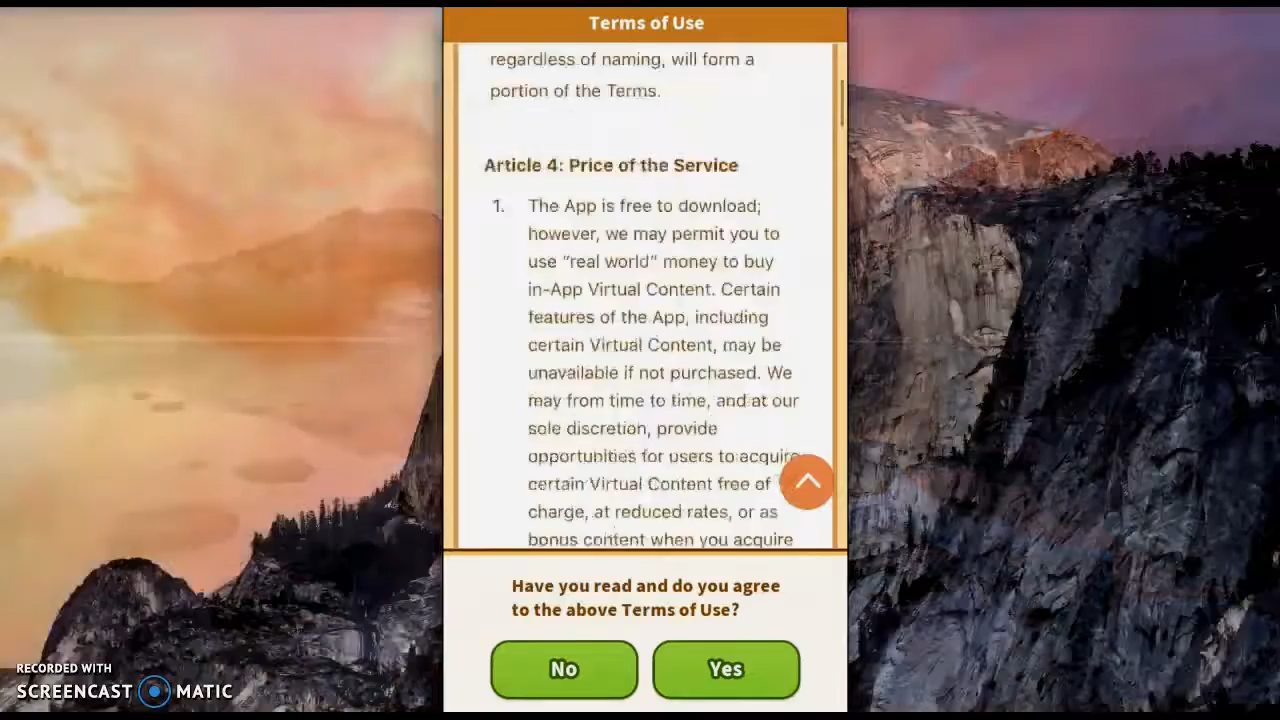 Terms of Use
regardless of naming, will form a
portion of the Terms.
Article 4: Price of the Service
1. The App is free to download;
however, we may permit you to
use “real world” money to buy
in-App Virtual Content. Certain
features of the App, including
certain Virtual Content, may be
unavailable if not purchased. We
may from time to time, and at our
sole discretion, provide
opportunities for users to acquire
certain Virtual Content free of
charge, at reduced rates, or as
bonus content when you acquire
Have you read and do you agree
to the above Terms of Use?
No
Yes
RECORDED WITH
SCREENCAST MATIC